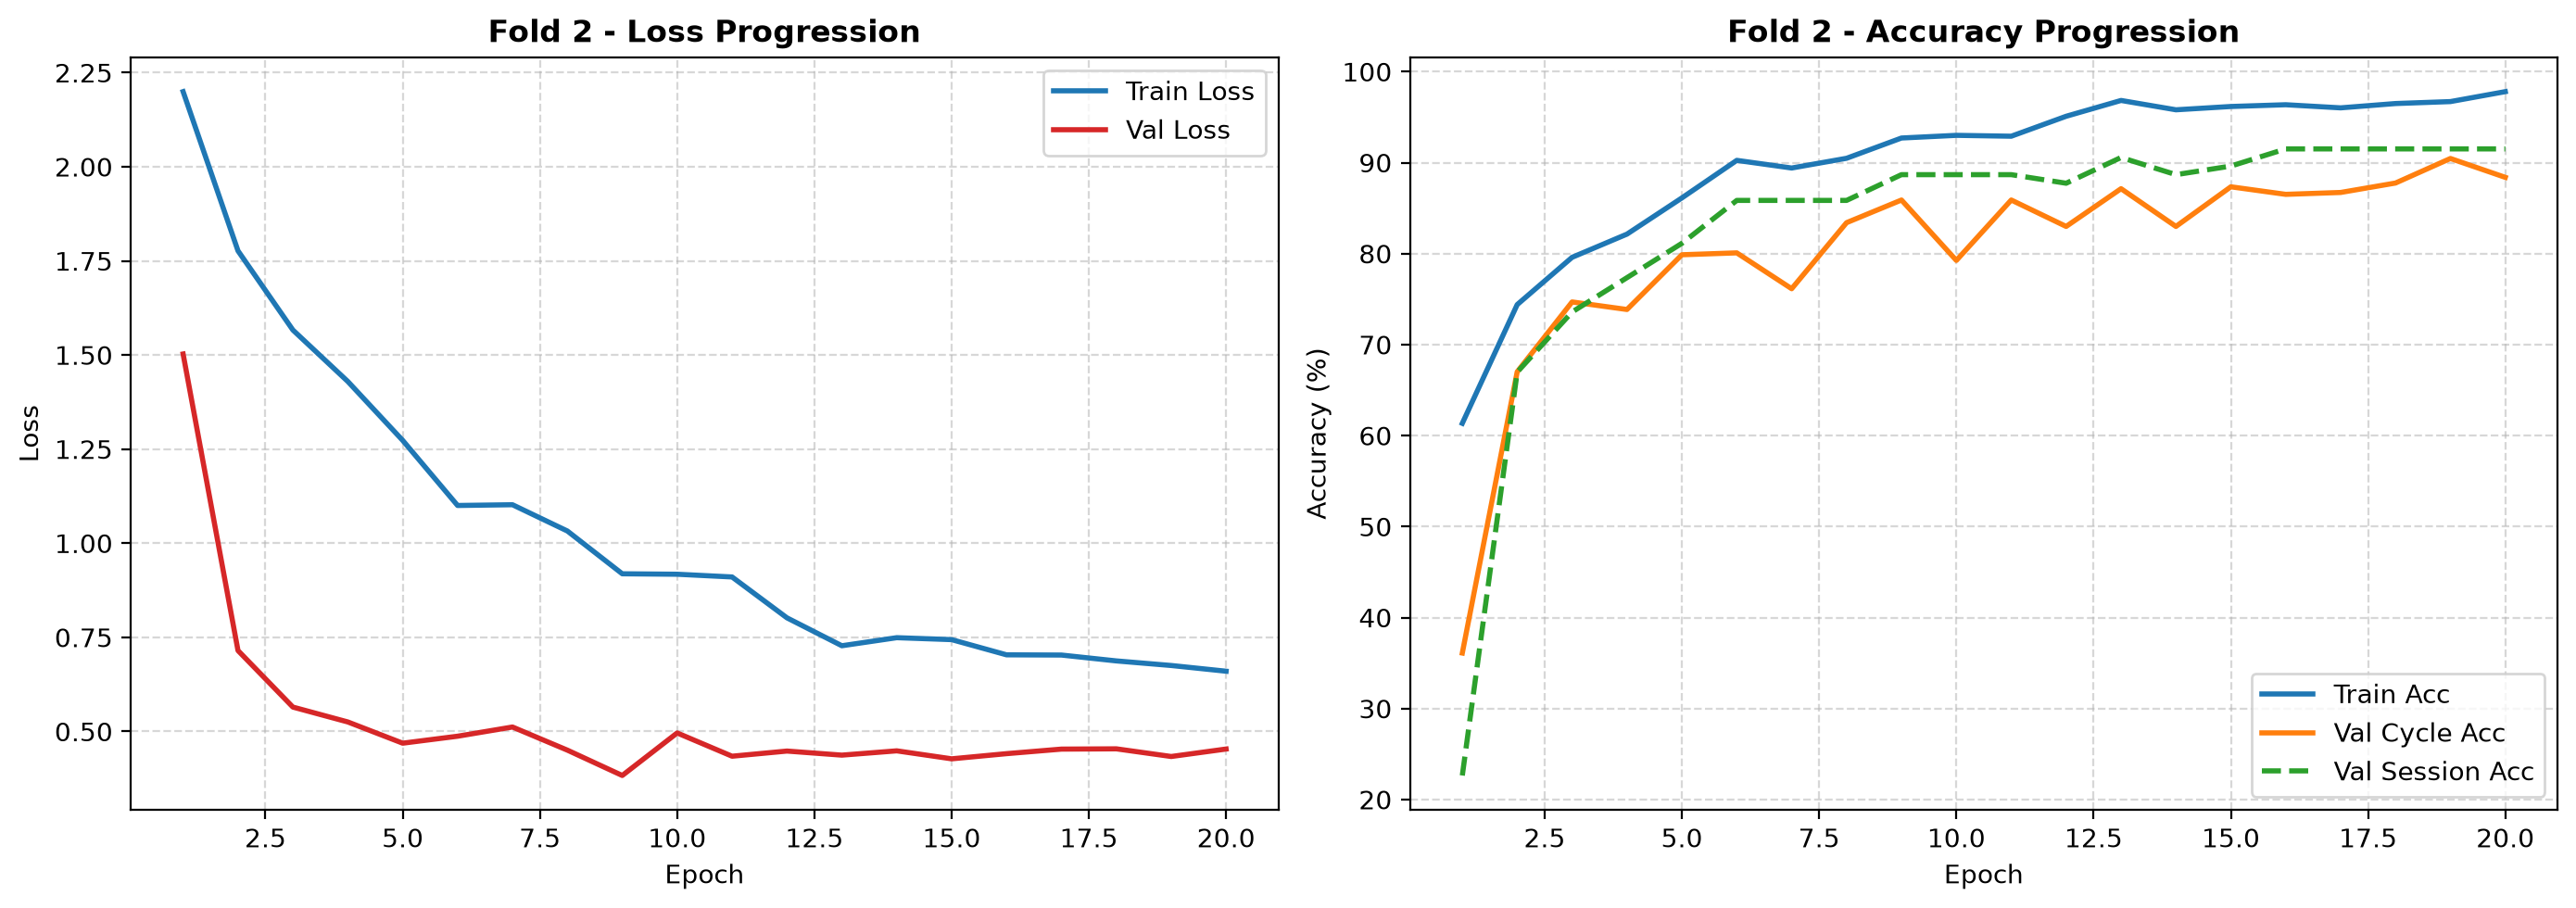 Fold 2 - Loss Progression
2.25
2.00
1.75
1.50
1.25
1.00
0.75
0.50
Loss
Train Loss
Val Loss
2.5 5.0 7.5 10.0 12.5 15.0 17.5 20.0
Epoch
Fold 2 - Accuracy Progression
100
90
80
70
60
50
40
30
20
Accuracy (%)
Train Acc
Val Cycle Acc
Val Session Acc
2.5 5.0 7.5 10.0 12.5 15.0 17.5 20.0
Epoch